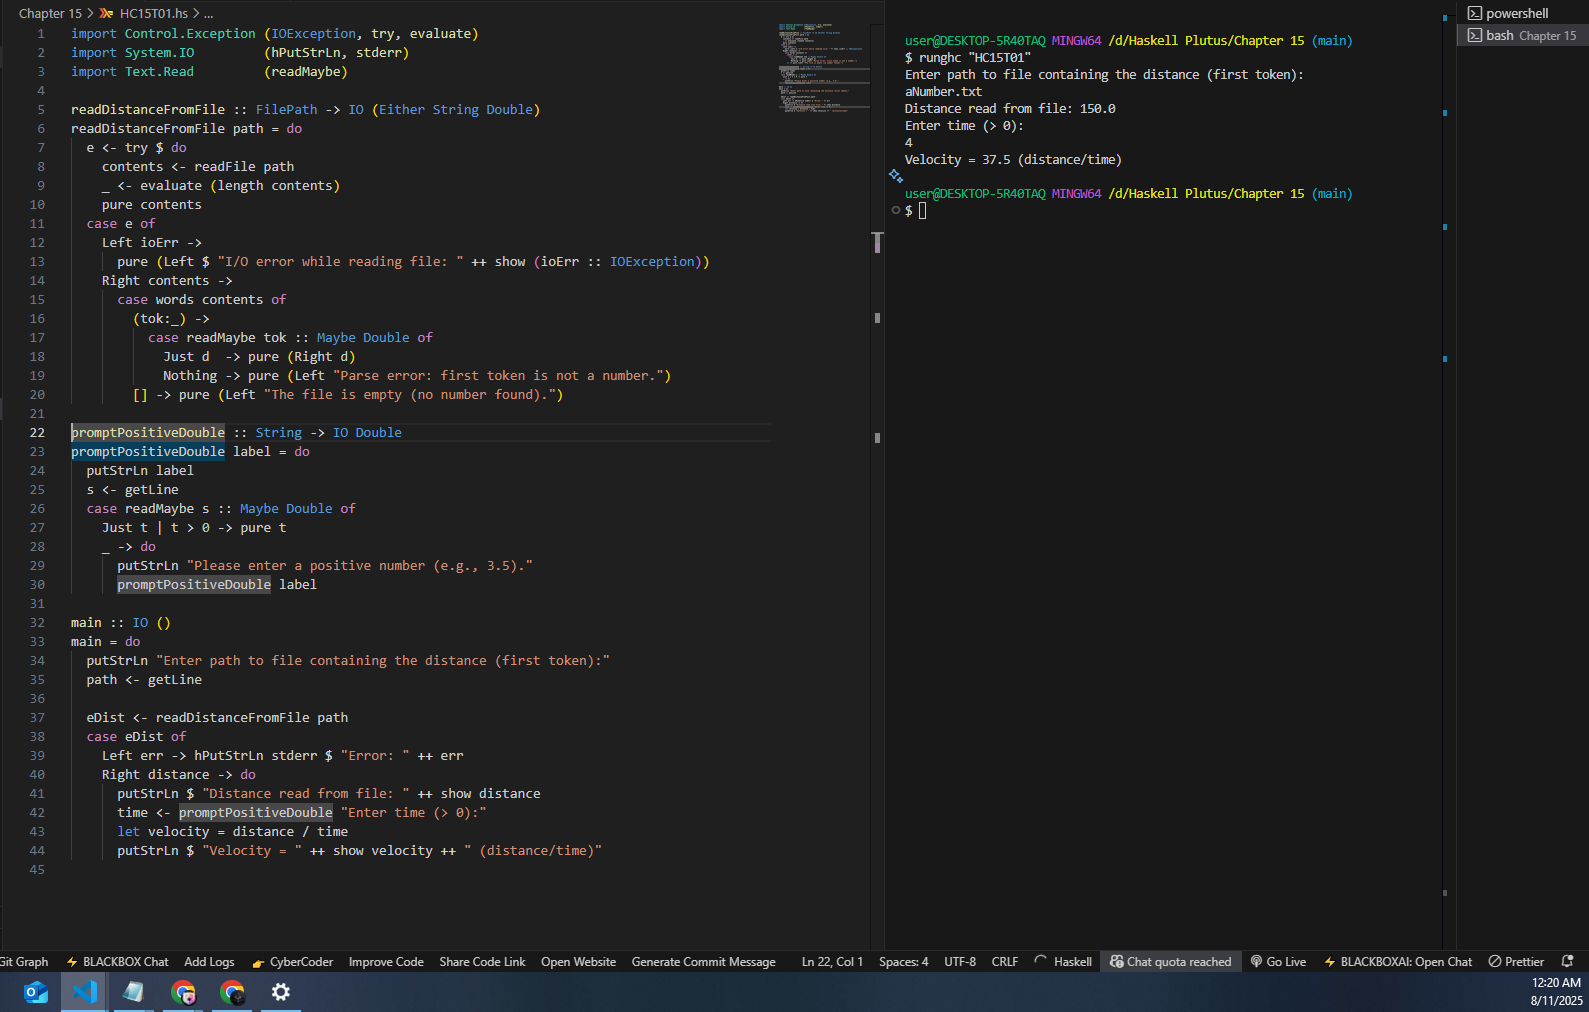 Chapter 15 > HC15T01.hs > ...
1 import Control.Exception (IOException, try, evaluate)
2 import System.IO         (hPutStrLn, stderr)
3 import Text.Read         (readMaybe)
4
5 readDistanceFromFile :: FilePath -> IO (Either String Double)
6 readDistanceFromFile path = do
7   e <- try $ do
8     contents <- readFile path
9     _ <- evaluate (length contents)
10     pure contents
11   case e of
12     Left ioErr ->
13       pure (Left $ "I/O error while reading file: " ++ show (ioErr :: IOException))
14     Right contents ->
15       case words contents of
16         (tok:_) ->
17           case readMaybe tok :: Maybe Double of
18             Just d  -> pure (Right d)
19             Nothing -> pure (Left "Parse error: first token is not a number.")
20         [] -> pure (Left "The file is empty (no number found).")
21
22 promptPositiveDouble :: String -> IO Double
23 promptPositiveDouble label = do
24   putStrLn label
25   s <- getLine
26   case readMaybe s :: Maybe Double of
27     Just t | t > 0 -> pure t
28     _ -> do
29       putStrLn "Please enter a positive number (e.g., 3.5)."
30       promptPositiveDouble label
31
32 main :: IO ()
33 main = do
34   putStrLn "Enter path to file containing the distance (first token):"
35   path <- getLine
36
37   eDist <- readDistanceFromFile path
38   case eDist of
39     Left err -> hPutStrLn stderr $ "Error: " ++ err
40     Right distance -> do
41       putStrLn $ "Distance read from file: " ++ show distance
42       time <- promptPositiveDouble "Enter time (> 0):"
43       let velocity = distance / time
44       putStrLn $ "Velocity = " ++ show velocity ++ " (distance/time)"
45
user@DESKTOP-5R40TAQ MINGW64 /d/Haskell Plutus/Chapter 15 (main)
$ runghc "HC15T01"
Enter path to file containing the distance (first token):
aNumber.txt
Distance read from file: 150.0
Enter time (> 0):
4
Velocity = 37.5 (distance/time)
user@DESKTOP-5R40TAQ MINGW64 /d/Haskell Plutus/Chapter 15 (main)
$
powershell
bash Chapter 15
Git Graph BLACKBOX Chat Add Logs CyberCoder Improve Code Share Code Link Open Website Generate Commit Message Ln 22, Col 1 Spaces: 4 UTF-8 CRLF Haskell Chat quota reached Go Live BLACKBOXAI: Open Chat Prettier
12:20 AM
8/11/2025